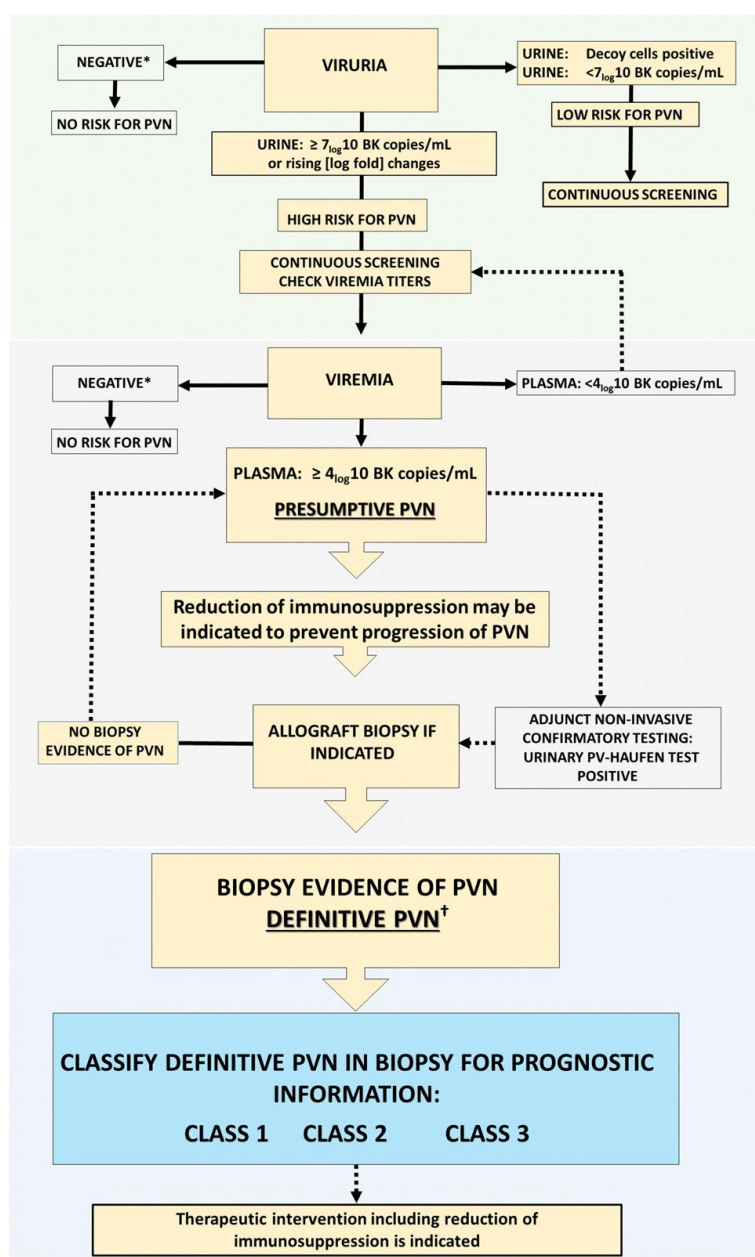 VIRURIA
NEGATIVE*
NO RISK FOR PVN
URINE: Decoy cells positive
URINE: <7log10 BK copies/mL
LOW RISK FOR PVN
CONTINUOUS SCREENING
URINE: ≥ 7log10 BK copies/mL
or rising [log fold] changes
HIGH RISK FOR PVN
CONTINUOUS SCREENING
CHECK VIREMIA TITERS
VIREMIA
NEGATIVE*
NO RISK FOR PVN
PLASMA: <4log10 BK copies/mL
PLASMA: ≥ 4log10 BK copies/mL
PRESUMPTIVE PVN
Reduction of immunosuppression may be
indicated to prevent progression of PVN
NO BIOPSY
EVIDENCE OF PVN
ALLOGRAFT BIOPSY IF
INDICATED
ADJUNCT NON-INVASIVE
CONFIRMATORY TESTING:
URINARY PV-HAUFEN TEST
POSITIVE
BIOPSY EVIDENCE OF PVN
DEFINITIVE PVN†
CLASSIFY DEFINITIVE PVN IN BIOPSY FOR PROGNOSTIC
INFORMATION:
CLASS 1 CLASS 2 CLASS 3
Therapeutic intervention including reduction of
immunosuppression is indicated